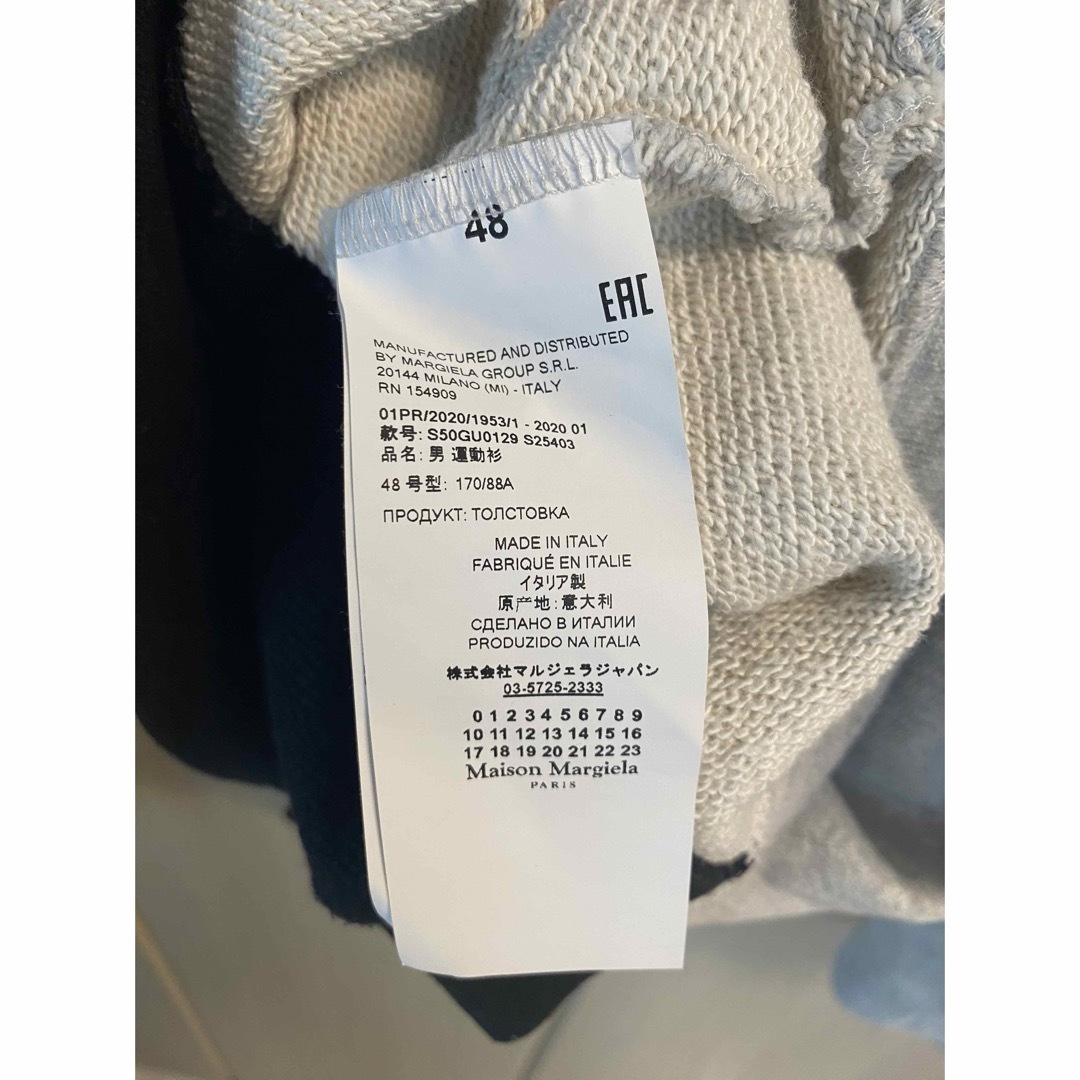 48
EAC
MANUFACTURED AND DISTRIBUTED
BY MARGIELA GROUP S.R.L.
20144 MILANO (MI) - ITALY
RN 154909
01PR/2020/1953/1 - 2020 01
款号: S50GU0129 S25403
品名: 男 運動衫
48 号型: 170/88A
ПРОДУКТ: ТОЛСТОВКА
MADE IN ITALY
FABRIQUÉ EN ITALIE
イタリア製
原产地: 意大利
СДЕЛАНО В ИТАЛИИ
PRODUZIDO NA ITALIA
株式会社マルジェラジャパン
03-5725-2333
0 1 2 3 4 5 6 7 8 9
10 11 12 13 14 15 16
17 18 19 20 21 22 23
Maison Margiela
PARIS